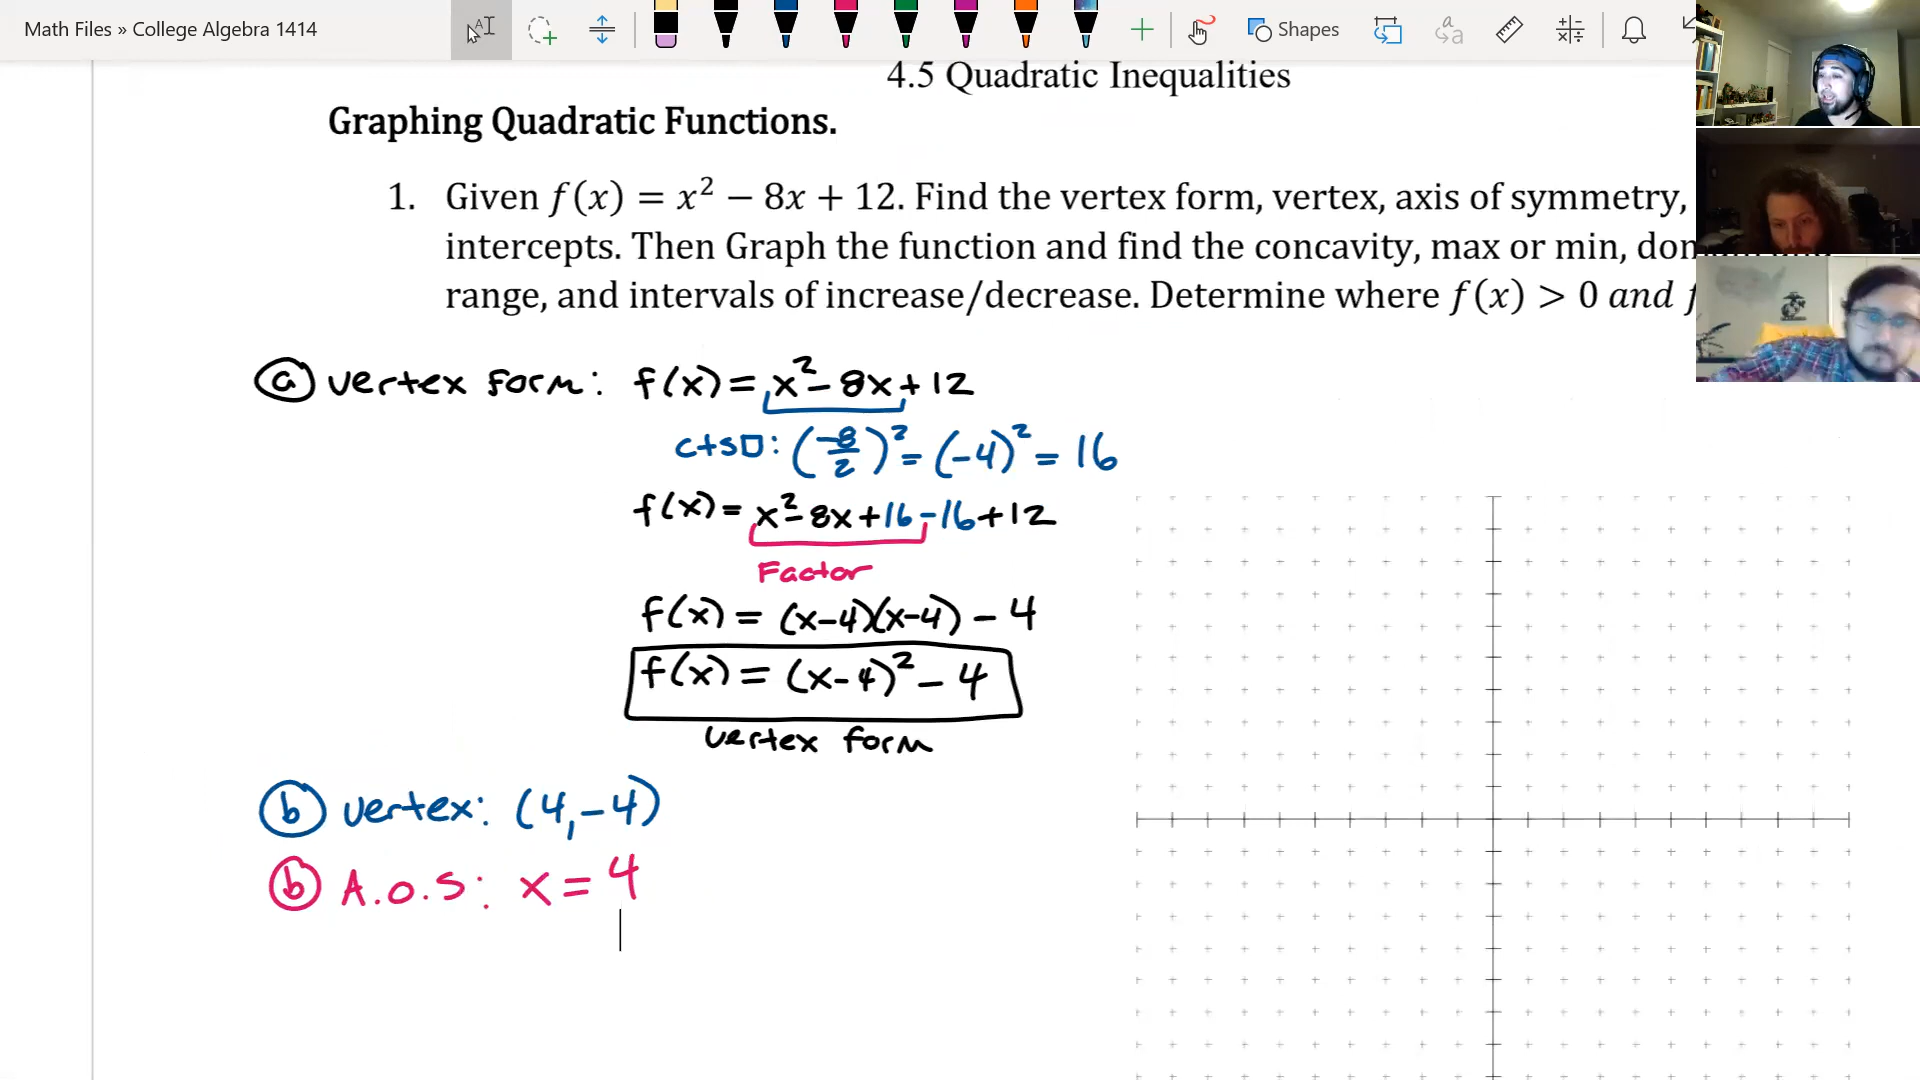 Math Files » College Algebra 1414
Shapes
4.5 Quadratic Inequalities
Graphing Quadratic Functions.
1. Given f(x) = x² − 8x + 12. Find the vertex form, vertex, axis of symmetry,
intercepts. Then Graph the function and find the concavity, max or min,
range, and intervals of increase/decrease. Determine where f(x) > 0 and
ⓐ vertex form: f(x) = x² - 8x + 12
cts□: (-8/2)² = (-4)² = 16
f(x) = x² - 8x + 16 - 16 + 12
Factor
f(x) = (x-4)(x-4) - 4
f(x) = (x-4)² - 4
vertex form
ⓑ vertex: (4, -4)
ⓑ A.o.S: x = 4